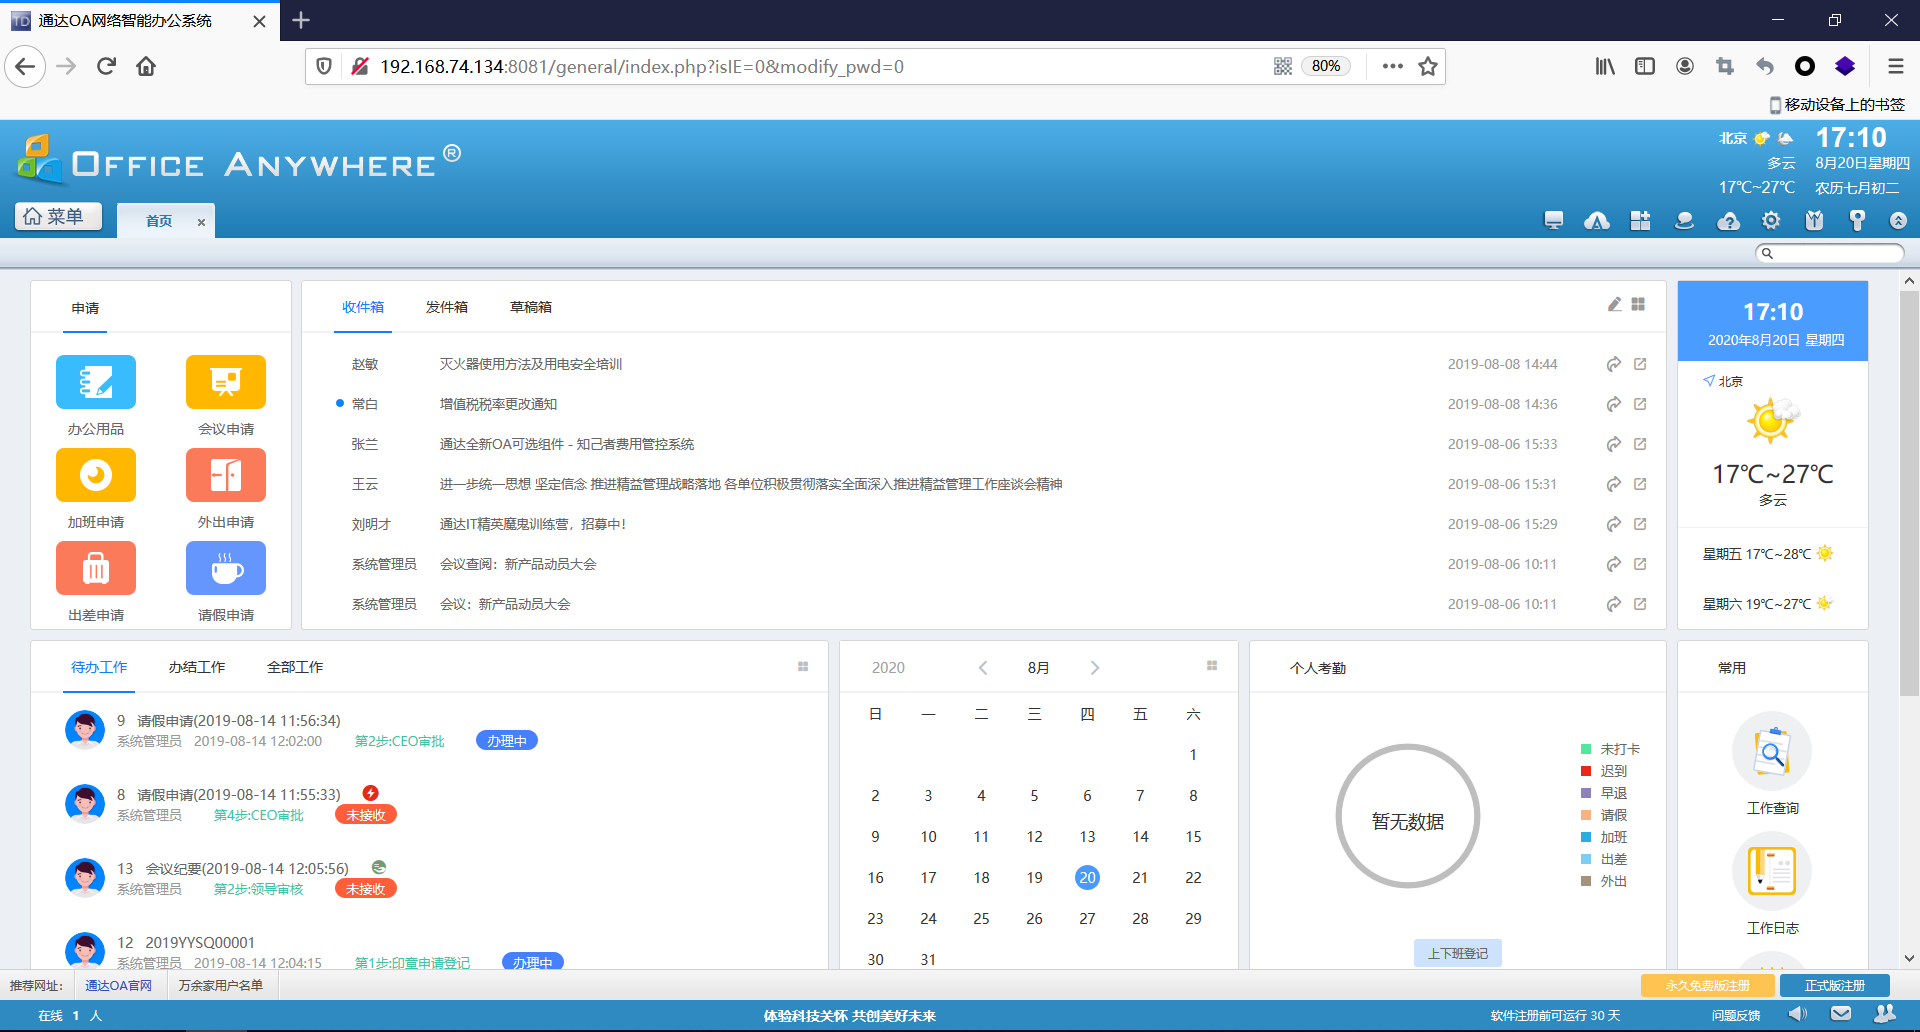 通达OA网络智能办公系统
192.168.74.134:8081/general/index.php?isIE=0&modify_pwd=0
80%
移动设备上的书签
OFFICE ANYWHERE®
北京
17:10
多云
8月20日星期四
17℃~27℃
农历七月初二
菜单
首页
申请
办公用品
会议申请
加班申请
外出申请
出差申请
请假申请
收件箱 发件箱 草稿箱
赵敏 灭火器使用方法及用电安全培训 2019-08-08 14:44
常白 增值税税率更改通知 2019-08-08 14:36
张兰 通达全新OA可选组件 - 知己者费用管控系统 2019-08-06 15:33
王云 进一步统一思想 坚定信念 推进精益管理战略落地 各单位积极贯彻落实全面深入推进精益管理工作座谈会精神 2019-08-06 15:31
刘明才 通达IT精英魔鬼训练营，招募中！ 2019-08-06 15:29
系统管理员 会议查阅：新产品动员大会 2019-08-06 10:11
系统管理员 会议：新产品动员大会 2019-08-06 10:11
17:10
2020年8月20日 星期四
北京
17℃~27℃
多云
星期五 17℃~28℃
星期六 19℃~27℃
待办工作 办结工作 全部工作
9 请假申请(2019-08-14 11:56:34)
系统管理员 2019-08-14 12:02:00 第2步:CEO审批 办理中
8 请假申请(2019-08-14 11:55:33)
系统管理员 第4步:CEO审批 未接收
13 会议纪要(2019-08-14 12:05:56)
系统管理员 第2步:领导审核 未接收
12 2019YYSQ00001
系统管理员 2019-08-14 12:04:15 第1步:印章申请登记 办理中
2020 8月
日 一 二 三 四 五 六
1
2 3 4 5 6 7 8
9 10 11 12 13 14 15
16 17 18 19 20 21 22
23 24 25 26 27 28 29
30 31
个人考勤
暂无数据
未打卡
迟到
早退
请假
加班
出差
外出
上下班登记
常用
工作查询
工作日志
推荐网址： 通达OA官网 万余家用户名单
永久免费版注册 正式版注册
在线 1 人
体验科技关怀 共创美好未来
软件注册前可运行 30 天
问题反馈